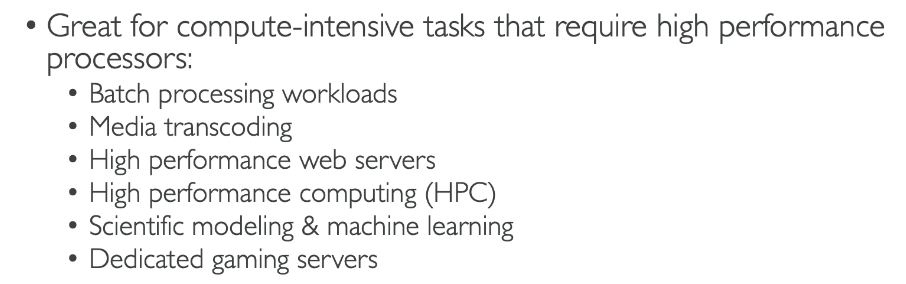 • Great for compute-intensive tasks that require high performance
processors:
• Batch processing workloads
• Media transcoding
• High performance web servers
• High performance computing (HPC)
• Scientific modeling & machine learning
• Dedicated gaming servers